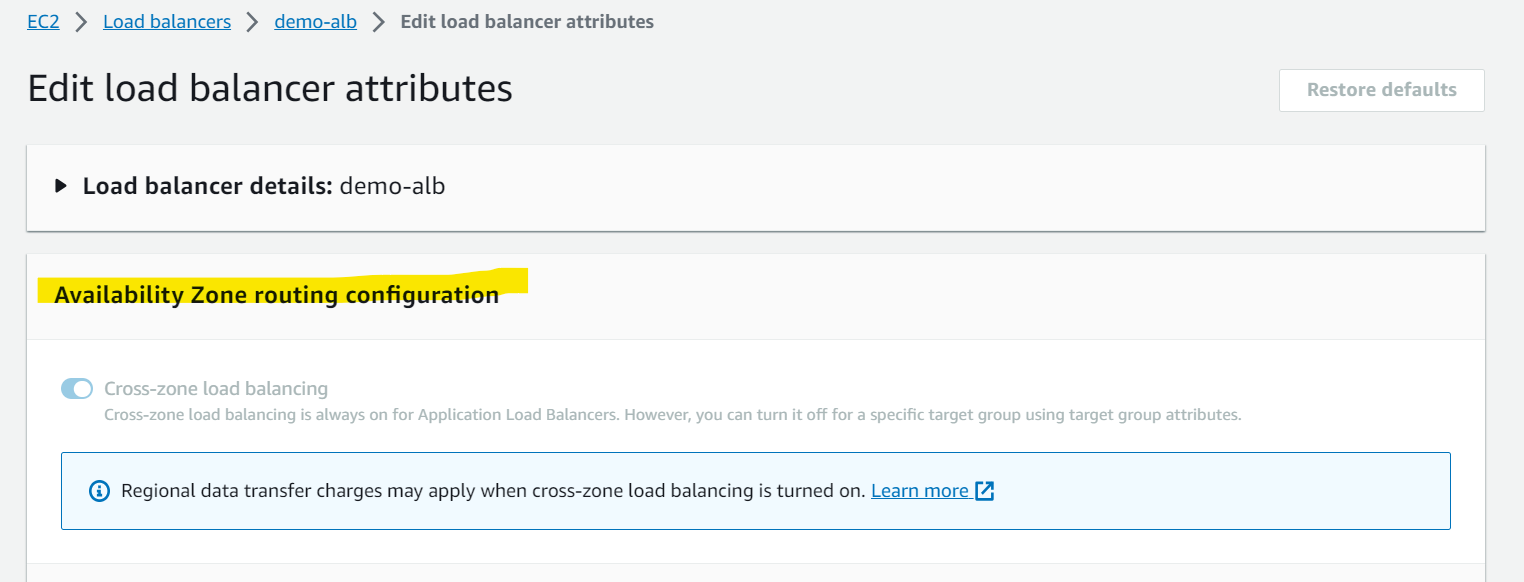 EC2 > Load balancers > demo-alb > Edit load balancer attributes
Edit load balancer attributes
Restore defaults
Load balancer details: demo-alb
Availability Zone routing configuration
Cross-zone load balancing
Cross-zone load balancing is always on for Application Load Balancers. However, you can turn it off for a specific target group using target group attributes.
Regional data transfer charges may apply when cross-zone load balancing is turned on. Learn more